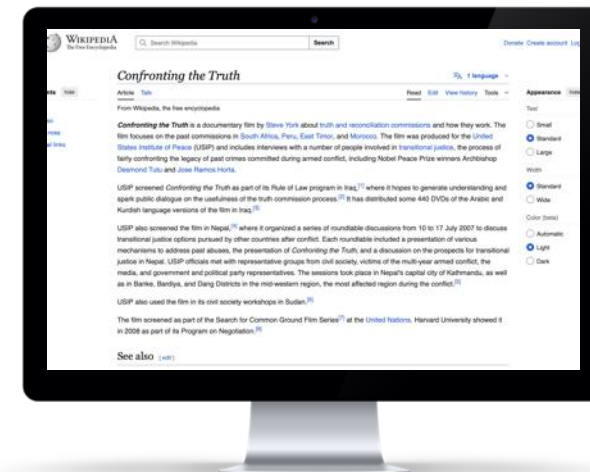 WIKIPEDIA
The Free Encyclopedia
Search Wikipedia
Search
Donate Create account Log
Confronting the Truth
1 language
hide
Article Talk
Read Edit View history Tools
Appearance hide
From Wikipedia, the free encyclopedia
Text
Small
Standard
Large
Width
Standard
Wide
Color (beta)
Automatic
Light
Dark
Confronting the Truth is a documentary film by Steve York about truth and reconciliation commissions and how they work. The
film focuses on the past commissions in South Africa, Peru, East Timor, and Morocco. The film was produced for the United
States Institute of Peace (USIP) and includes interviews with a number of people involved in transitional justice, the process of
fairly confronting the legacy of past crimes committed during armed conflict, including Nobel Peace Prize winners Archbishop
Desmond Tutu and Jose Ramos Horta.
USIP screened Confronting the Truth as part of its Rule of Law program in Iraq,[1] where it hopes to generate understanding and
spark public dialogue on the usefulness of the truth commission process.[2] It has distributed some 440 DVDs of the Arabic and
Kurdish language versions of the film in Iraq.[3]
USIP also screened the film in Nepal,[4] where it organized a series of roundtable discussions from 10 to 17 July 2007 to discuss
transitional justice options pursued by other countries after conflict. Each roundtable included a presentation of various
mechanisms to address past abuses, the presentation of Confronting the Truth, and a discussion on the prospects for transitional
justice in Nepal. USIP officials met with representative groups from civil society, victims of the multi-year armed conflict, the
media, and government and political party representatives. The sessions took place in Nepal's capital city of Kathmandu, as well
as in Banke, Bardiya, and Dang Districts in the mid-western region, the most affected region during the conflict.[5]
USIP also used the film in its civil society workshops in Sudan.[6]
The film screened as part of the Search for Common Ground Film Series[7] at the United Nations. Harvard University showed it
in 2008 as part of its Program on Negotiation.[8]
See also [edit]